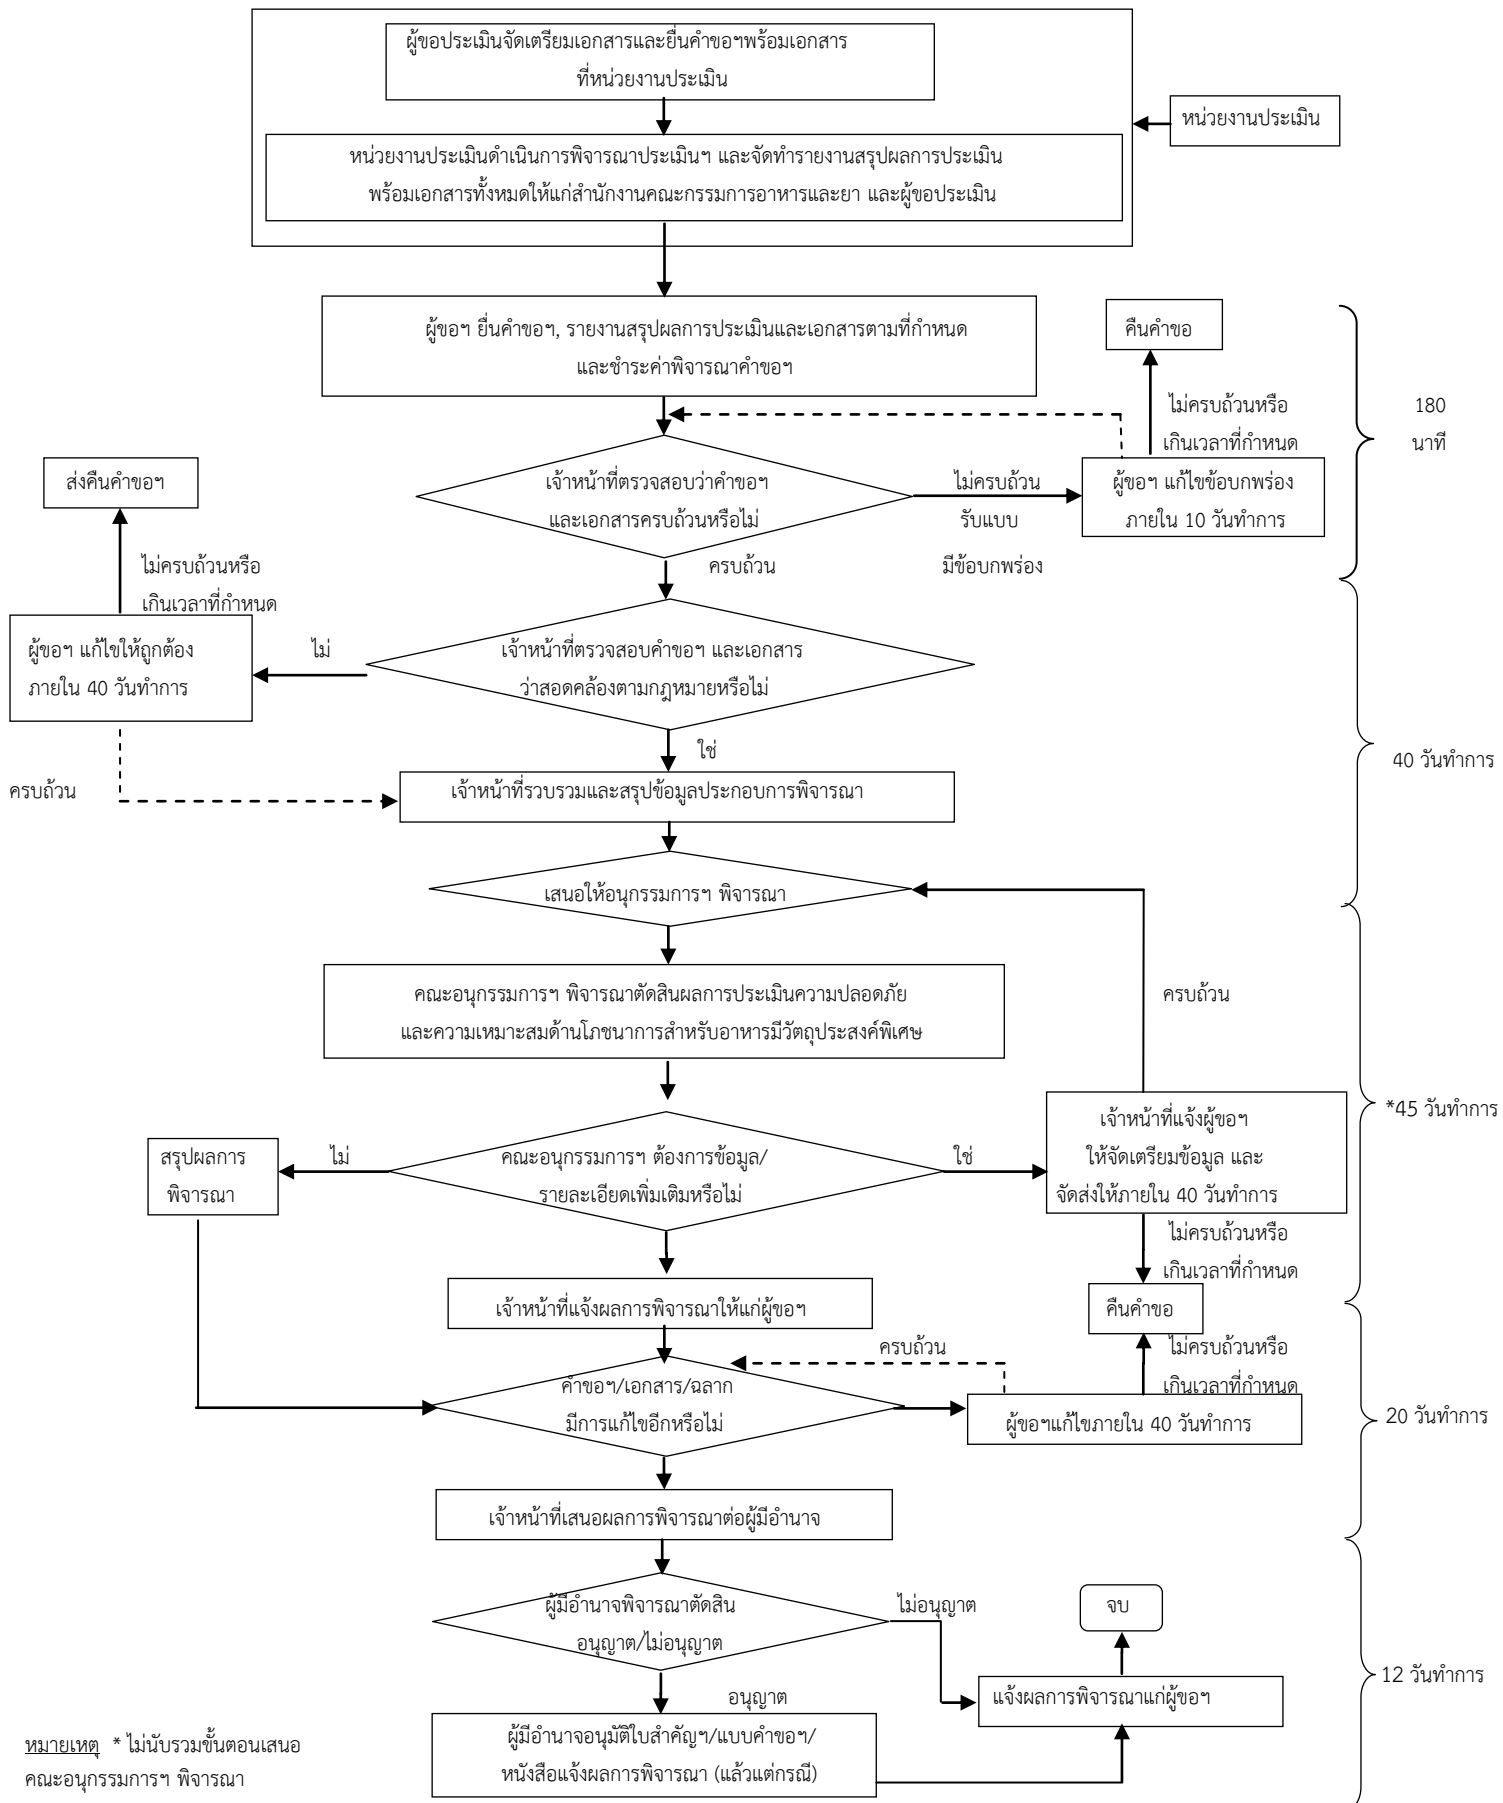 ผู้ขอประเมินจัดเตรียมเอกสารและยื่นคำขอฯพร้อมเอกสาร
ที่หน่วยงานประเมิน
หน่วยงานประเมิน
หน่วยงานประเมินดำเนินการพิจารณาประเมินฯ และจัดทำรายงานสรุปผลการประเมิน
พร้อมเอกสารทั้งหมดให้แก่สำนักงานคณะกรรมการอาหารและยา และผู้ขอประเมิน
ผู้ขอฯ ยื่นคำขอฯ, รายงานสรุปผลการประเมินและเอกสารตามที่กำหนด
และชำระค่าพิจารณาคำขอฯ
คืนคำขอ
ไม่ครบถ้วนหรือ
เกินเวลาที่กำหนด
180
นาที
เจ้าหน้าที่ตรวจสอบว่าคำขอฯ
และเอกสารครบถ้วนหรือไม่
ไม่ครบถ้วน
รับแบบ
มีข้อบกพร่อง
ผู้ขอฯ แก้ไขข้อบกพร่อง
ภายใน 10 วันทำการ
ส่งคืนคำขอฯ
ไม่ครบถ้วนหรือ
เกินเวลาที่กำหนด
ครบถ้วน
ผู้ขอฯ แก้ไขให้ถูกต้อง
ภายใน 40 วันทำการ
ไม่
เจ้าหน้าที่ตรวจสอบคำขอฯ และเอกสาร
ว่าสอดคล้องตามกฎหมายหรือไม่
ใช่
40 วันทำการ
ครบถ้วน
เจ้าหน้าที่รวบรวมและสรุปข้อมูลประกอบการพิจารณา
เสนอให้อนุกรรมการฯ พิจารณา
คณะอนุกรรมการฯ พิจารณาตัดสินผลการประเมินความปลอดภัย
และความเหมาะสมด้านโภชนาการสำหรับอาหารมีวัตถุประสงค์พิเศษ
ครบถ้วน
*45 วันทำการ
สรุปผลการ
พิจารณา
ไม่
คณะอนุกรรมการฯ ต้องการข้อมูล/
รายละเอียดเพิ่มเติมหรือไม่
ใช่
เจ้าหน้าที่แจ้งผู้ขอฯ
ให้จัดเตรียมข้อมูล และ
จัดส่งให้ภายใน 40 วันทำการ
ไม่ครบถ้วนหรือ
เกินเวลาที่กำหนด
เจ้าหน้าที่แจ้งผลการพิจารณาให้แก่ผู้ขอฯ
คืนคำขอ
ครบถ้วน
ไม่ครบถ้วนหรือ
เกินเวลาที่กำหนด
คำขอฯ/เอกสาร/ฉลาก
มีการแก้ไขอีกหรือไม่
ผู้ขอฯแก้ไขภายใน 40 วันทำการ
20 วันทำการ
เจ้าหน้าที่เสนอผลการพิจารณาต่อผู้มีอำนาจ
ผู้มีอำนาจพิจารณาตัดสิน
อนุญาต/ไม่อนุญาต
ไม่อนุญาต
จบ
แจ้งผลการพิจารณาแก่ผู้ขอฯ
12 วันทำการ
อนุญาต
ผู้มีอำนาจอนุมัติใบสำคัญฯ/แบบคำขอฯ/
หนังสือแจ้งผลการพิจารณา (แล้วแต่กรณี)
หมายเหตุ * ไม่นับรวมขั้นตอนเสนอ
คณะอนุกรรมการฯ พิจารณา